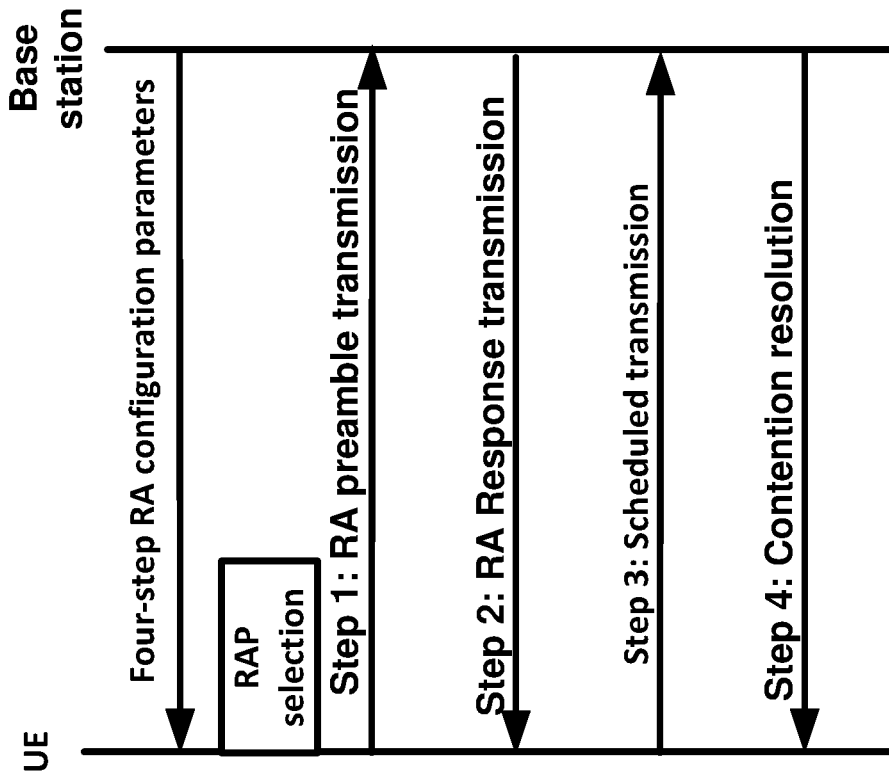 UE
Base
station
Four-step RA configuration parameters
RAP
selection
Step 1: RA preamble transmission
Step 2: RA Response transmission
Step 3: Scheduled transmission
Step 4: Contention resolution